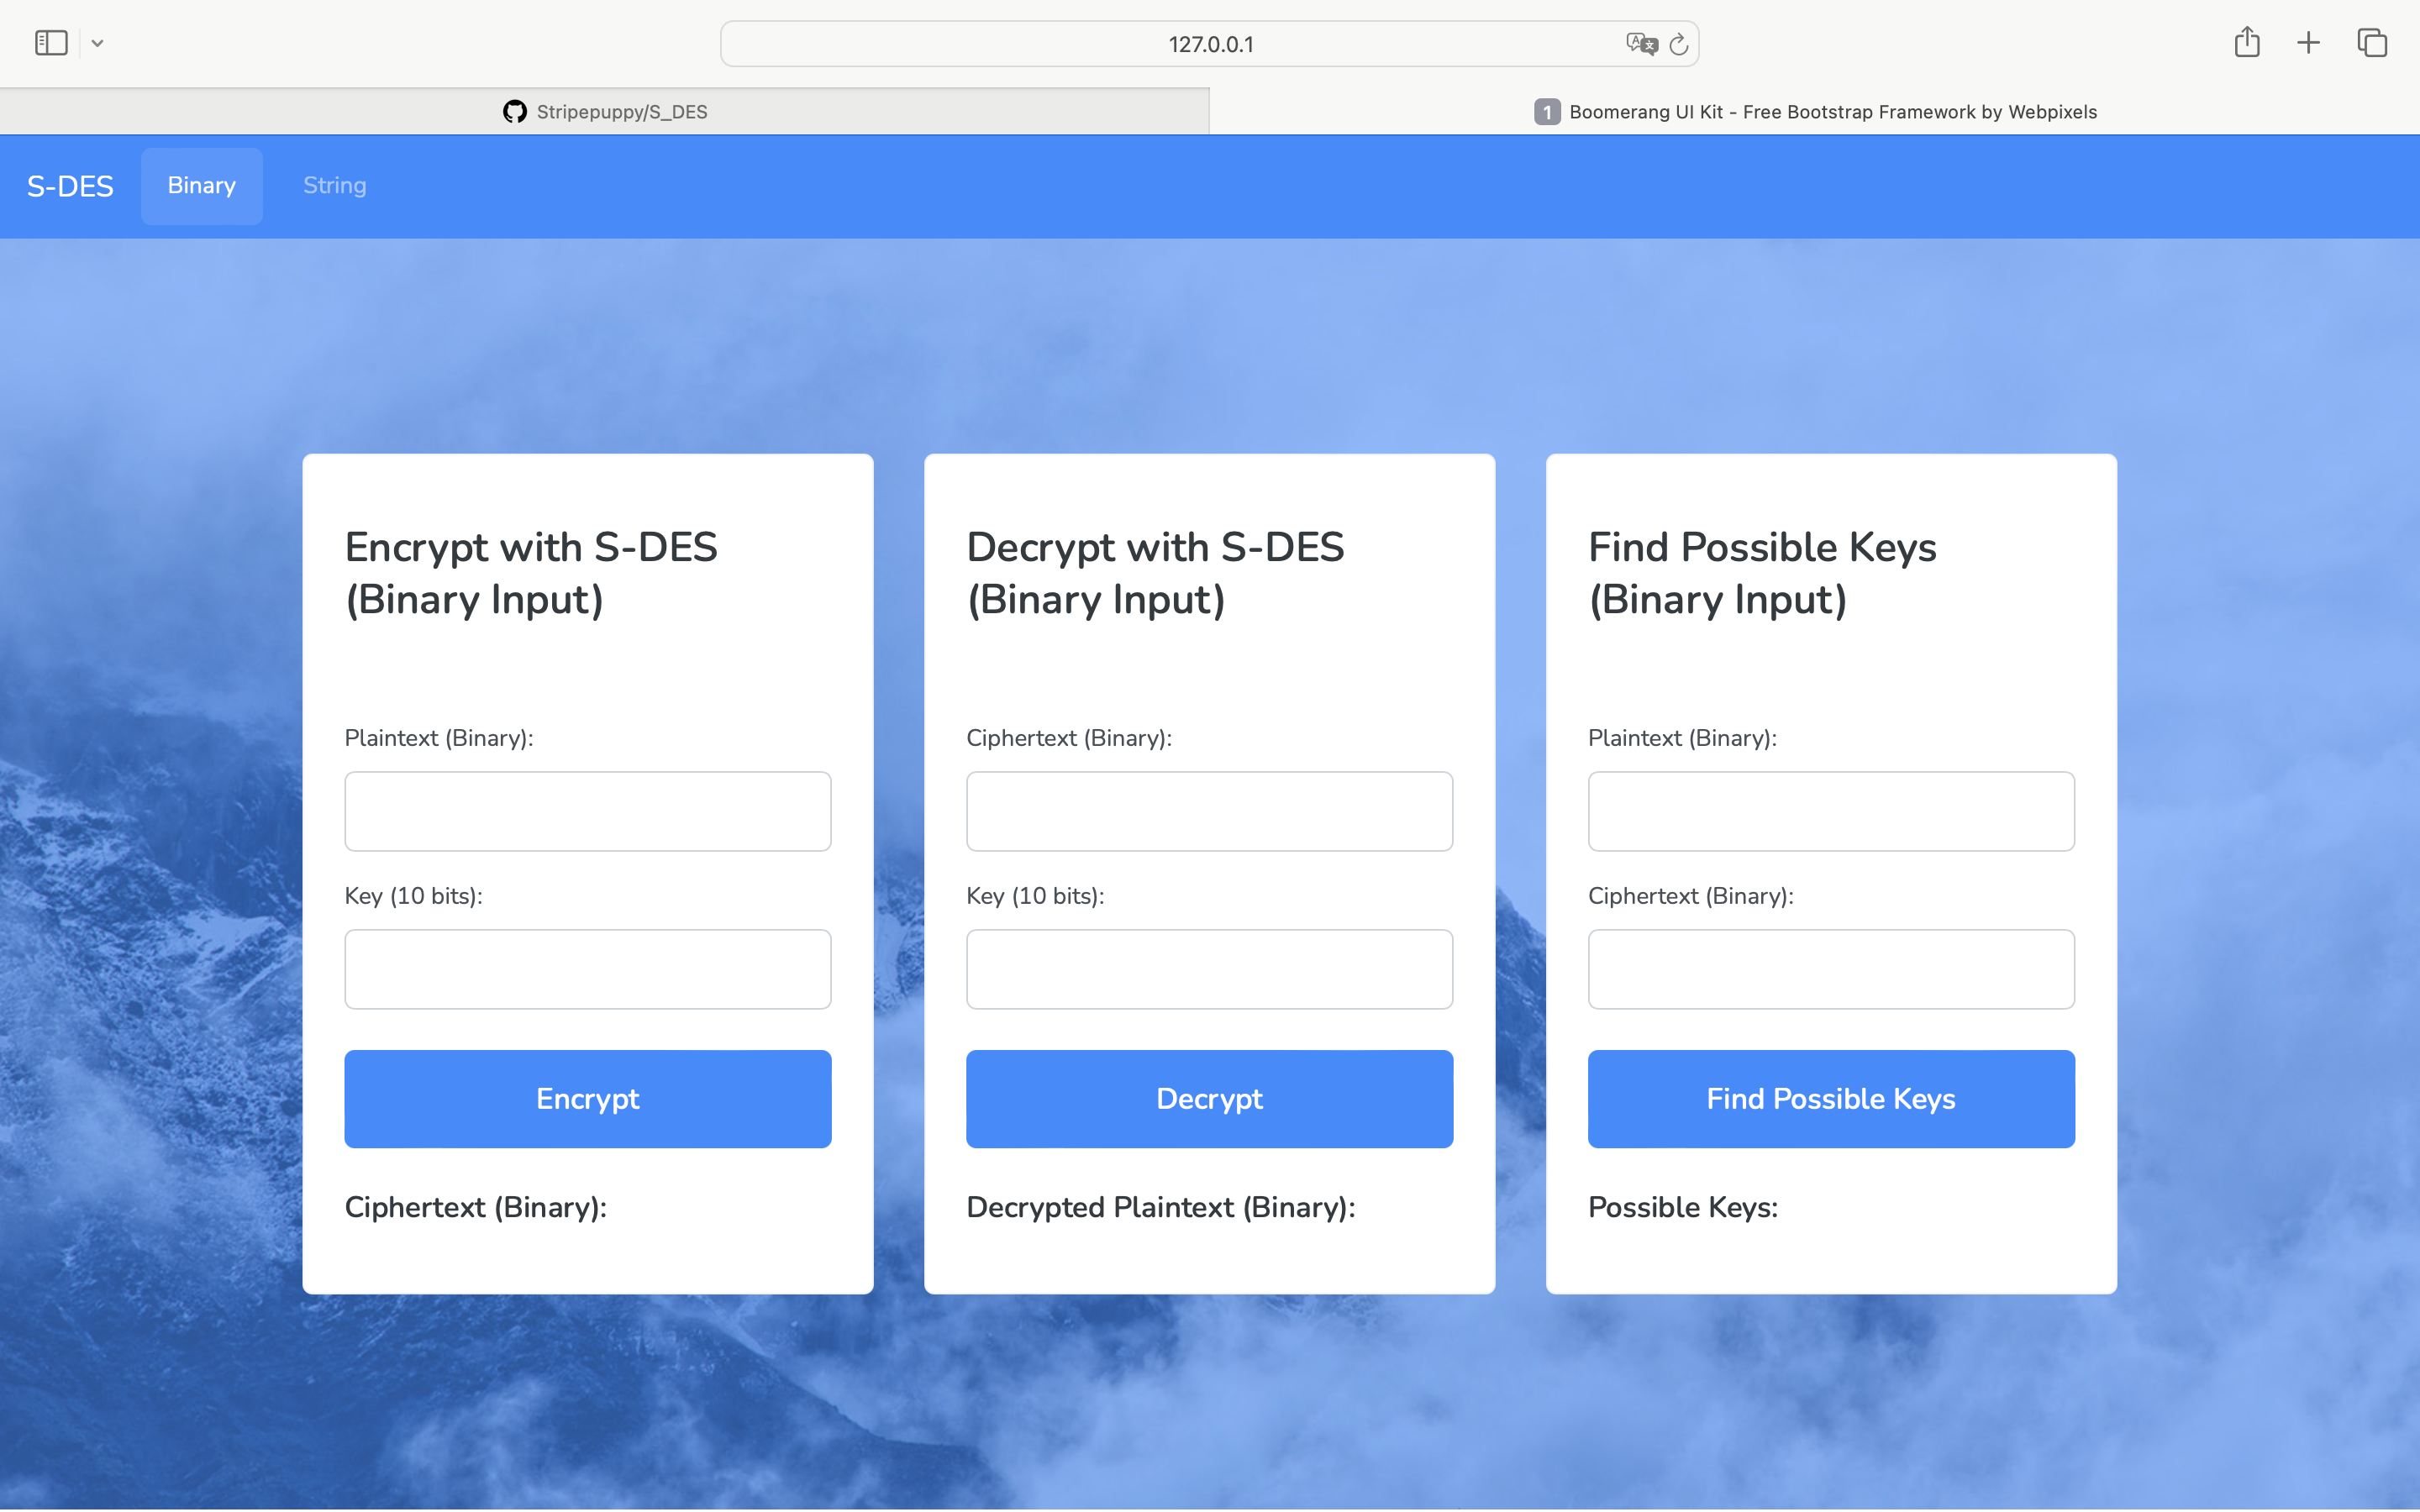 127.0.0.1
Stripepuppy/S_DES
1 Boomerang UI Kit - Free Bootstrap Framework by Webpixels
S-DES Binary String
Encrypt with S-DES
(Binary Input)
Plaintext (Binary):
Key (10 bits):
Encrypt
Ciphertext (Binary):
Decrypt with S-DES
(Binary Input)
Ciphertext (Binary):
Key (10 bits):
Decrypt
Decrypted Plaintext (Binary):
Find Possible Keys
(Binary Input)
Plaintext (Binary):
Ciphertext (Binary):
Find Possible Keys
Possible Keys: